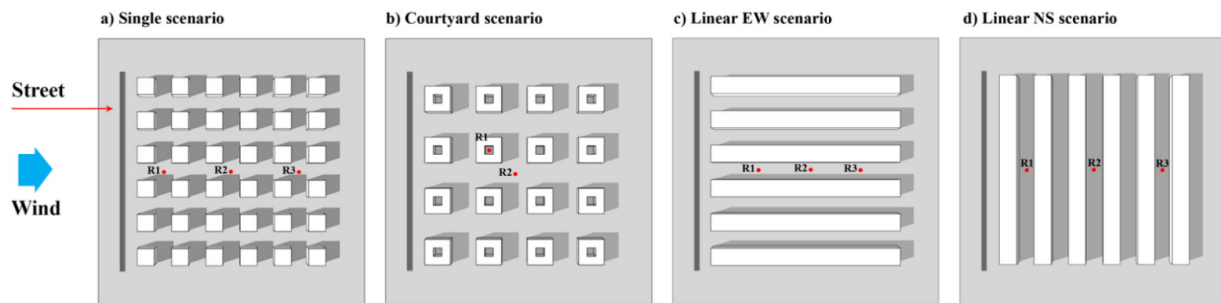 a) Single scenario
b) Courtyard scenario
c) Linear EW scenario
d) Linear NS scenario
Street
Wind
R1 R2 R3
R1
R2
R1 R2 R3
R1 R2 R3